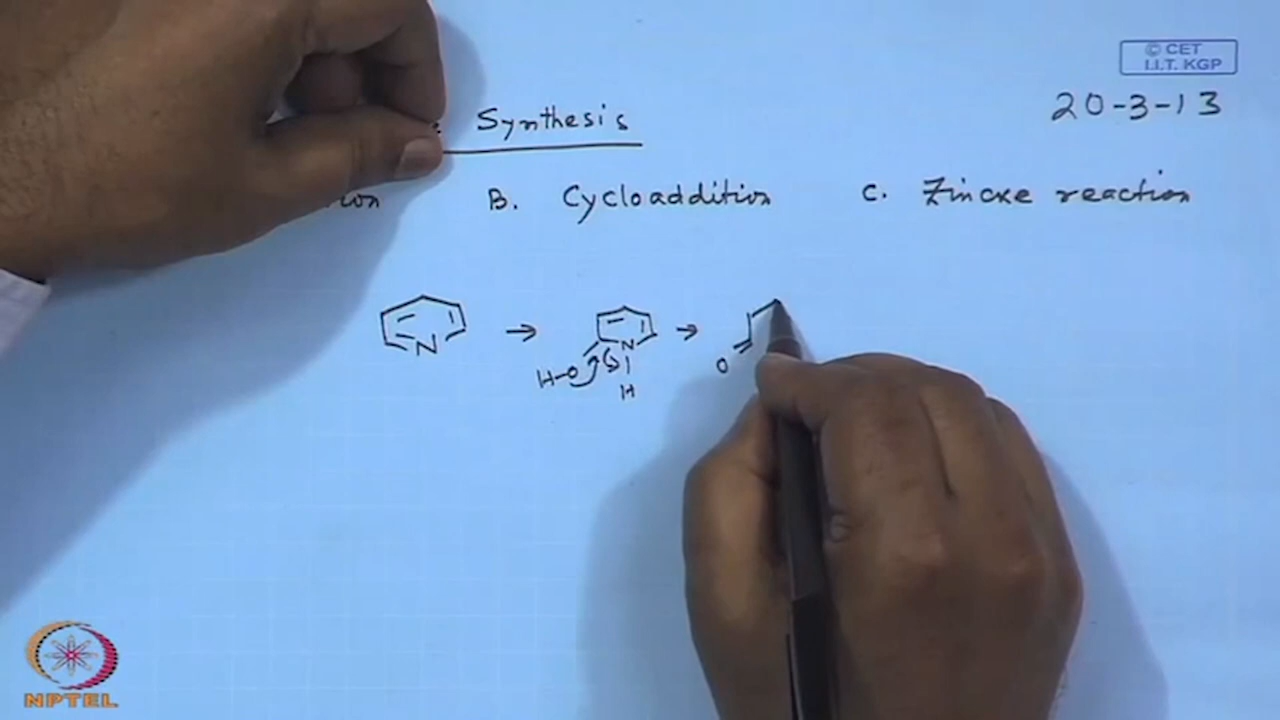 © CET
I.I.T. KGP
20-3-13
Synthesis
B. Cycloaddition C. Zincke reaction
N
N
H-O
H
O
NPTEL